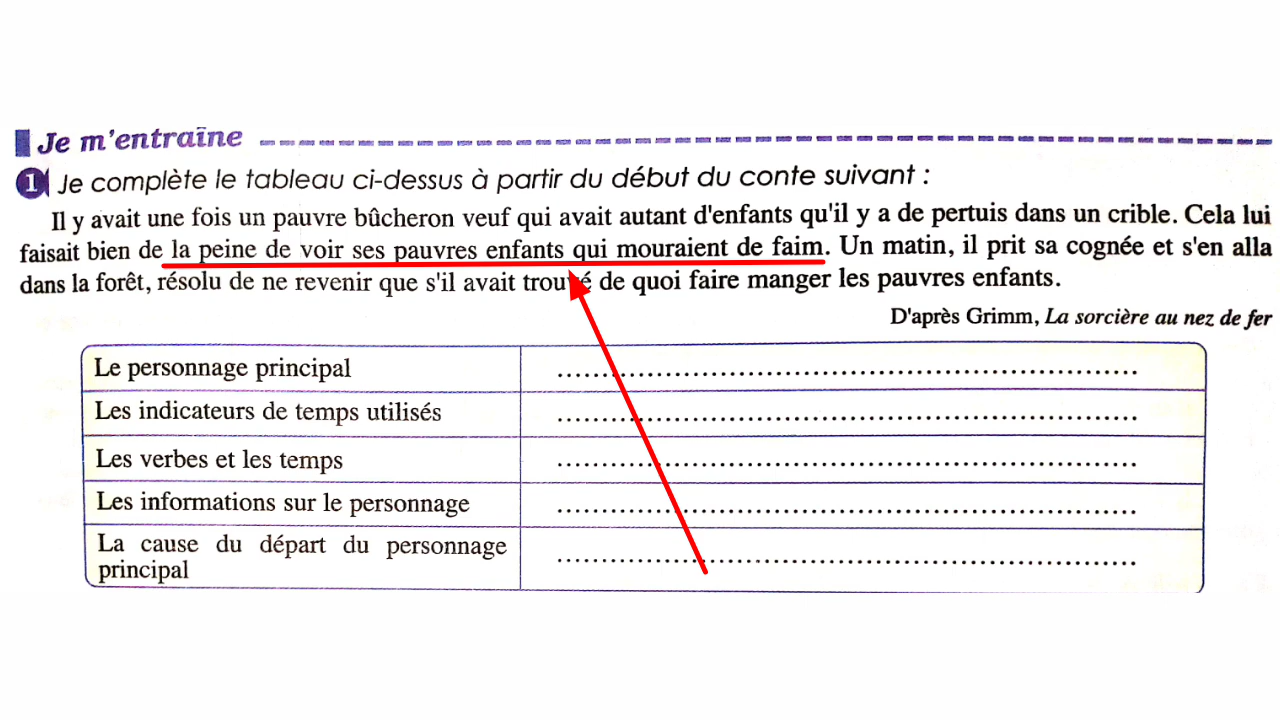 Je m'entraîne
1 Je complète le tableau ci-dessus à partir du début du conte suivant :
Il y avait une fois un pauvre bûcheron veuf qui avait autant d'enfants qu'il y a de pertuis dans un crible. Cela lui
faisait bien de la peine de voir ses pauvres enfants qui mouraient de faim. Un matin, il prit sa cognée et s'en alla
dans la forêt, résolu de ne revenir que s'il avait trouvé de quoi faire manger les pauvres enfants.
D'après Grimm, La sorcière au nez de fer
Le personnage principal ........................................
Les indicateurs de temps utilisés ........................................
Les verbes et les temps ........................................
Les informations sur le personnage ........................................
La cause du départ du personnage
principal ........................................